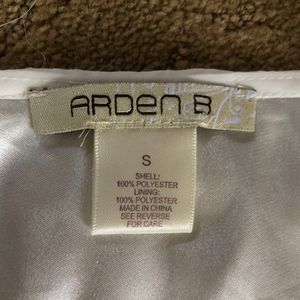 ARDEN B
S
SHELL:
100% POLYESTER
LINING:
100% POLYESTER
MADE IN CHINA
SEE REVERSE
FOR CARE